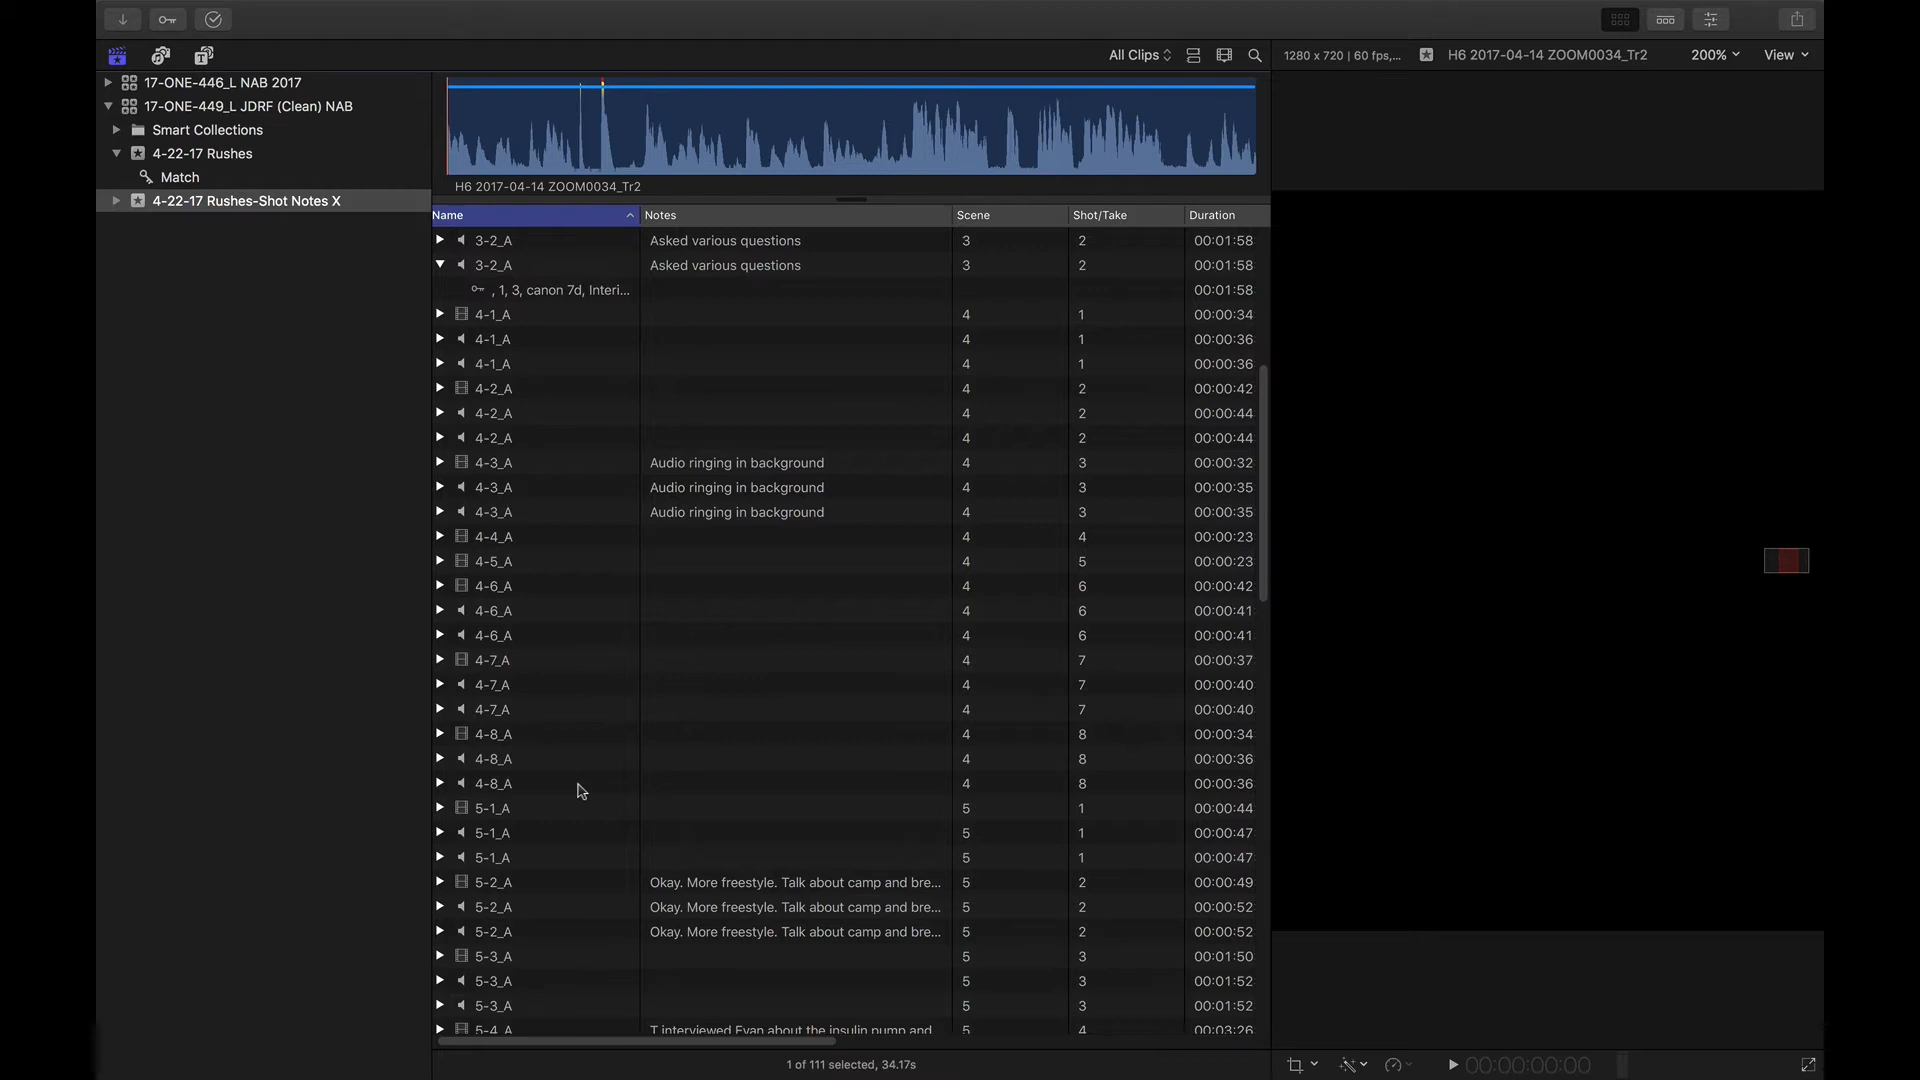 All Clips
1280 x 720 | 60 fps,...
H6 2017-04-14 ZOOM0034_Tr2
200%
View
17-ONE-446_L NAB 2017
17-ONE-449_L JDRF (Clean) NAB
Smart Collections
4-22-17 Rushes
Match
4-22-17 Rushes-Shot Notes X
H6 2017-04-14 ZOOM0034_Tr2
Name Notes Scene Shot/Take Duration
3-2_A Asked various questions 3 2 00:01:58
3-2_A Asked various questions 3 2 00:01:58
, 1, 3, canon 7d, Interi... 00:01:58
4-1_A 4 1 00:00:34
4-1_A 4 1 00:00:36
4-1_A 4 1 00:00:36
4-2_A 4 2 00:00:42
4-2_A 4 2 00:00:44
4-2_A 4 2 00:00:44
4-3_A Audio ringing in background 4 3 00:00:32
4-3_A Audio ringing in background 4 3 00:00:35
4-3_A Audio ringing in background 4 3 00:00:35
4-4_A 4 4 00:00:23
4-5_A 4 5 00:00:23
4-6_A 4 6 00:00:42
4-6_A 4 6 00:00:41
4-6_A 4 6 00:00:41
4-7_A 4 7 00:00:37
4-7_A 4 7 00:00:40
4-7_A 4 7 00:00:40
4-8_A 4 8 00:00:34
4-8_A 4 8 00:00:36
4-8_A 4 8 00:00:36
5-1_A 5 1 00:00:44
5-1_A 5 1 00:00:47
5-1_A 5 1 00:00:47
5-2_A Okay. More freestyle. Talk about camp and bre... 5 2 00:00:49
5-2_A Okay. More freestyle. Talk about camp and bre... 5 2 00:00:52
5-2_A Okay. More freestyle. Talk about camp and bre... 5 2 00:00:52
5-3_A 5 3 00:01:50
5-3_A 5 3 00:01:52
5-3_A 5 3 00:01:52
5-4_A T interviewed Evan about the insulin pump and 5 4 00:03:26
1 of 111 selected, 34.17s
00:00:00:00